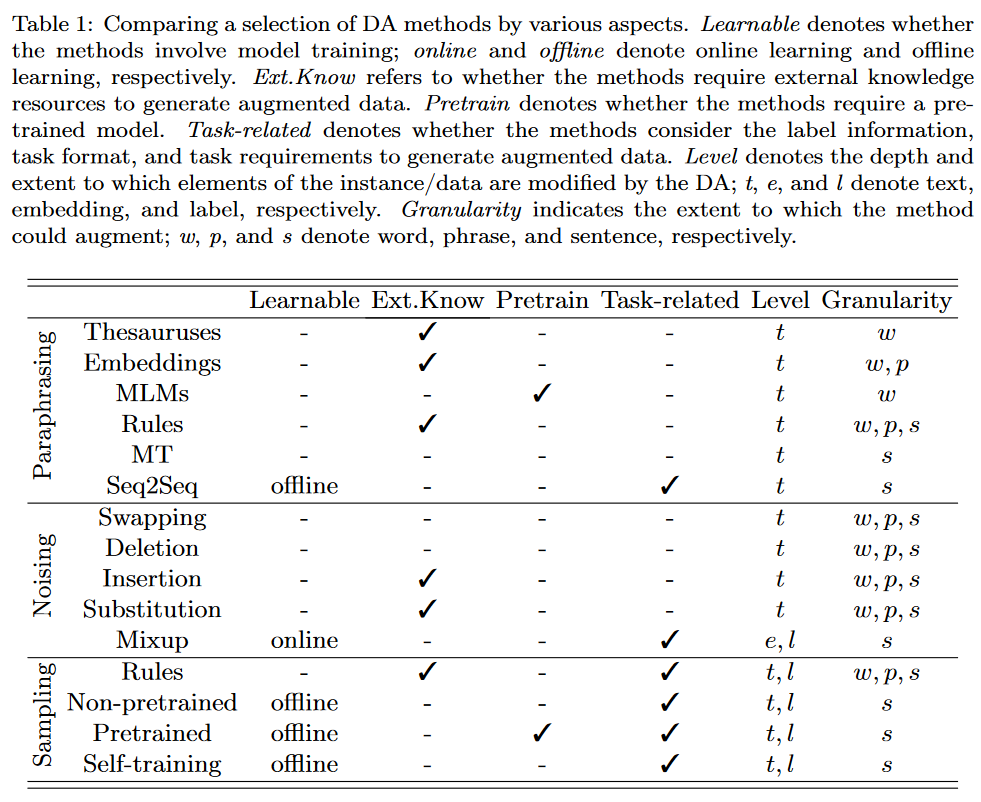 Table 1: Comparing a selection of DA methods by various aspects. Learnable denotes whether
the methods involve model training; online and offline denote online learning and offline
learning, respectively. Ext.Know refers to whether the methods require external knowledge
resources to generate augmented data. Pretrain denotes whether the methods require a pre-
trained model. Task-related denotes whether the methods consider the label information,
task format, and task requirements to generate augmented data. Level denotes the depth and
extent to which elements of the instance/data are modified by the DA; t, e, and l denote text,
embedding, and label, respectively. Granularity indicates the extent to which the method
could augment; w, p, and s denote word, phrase, and sentence, respectively.
Learnable Ext.Know Pretrain Task-related Level Granularity
Paraphrasing
Thesauruses - ✓ - - t w
Embeddings - ✓ - - t w, p
MLMs - - ✓ - t w
Rules - ✓ - - t w, p, s
MT - - - - t s
Seq2Seq offline - - ✓ t s
Noising
Swapping - - - - t w, p, s
Deletion - - - - t w, p, s
Insertion - ✓ - - t w, p, s
Substitution - ✓ - - t w, p, s
Mixup online - - ✓ e, l s
Sampling
Rules - ✓ - ✓ t, l w, p, s
Non-pretrained offline - - ✓ t, l s
Pretrained offline - ✓ ✓ t, l s
Self-training offline - - ✓ t, l s